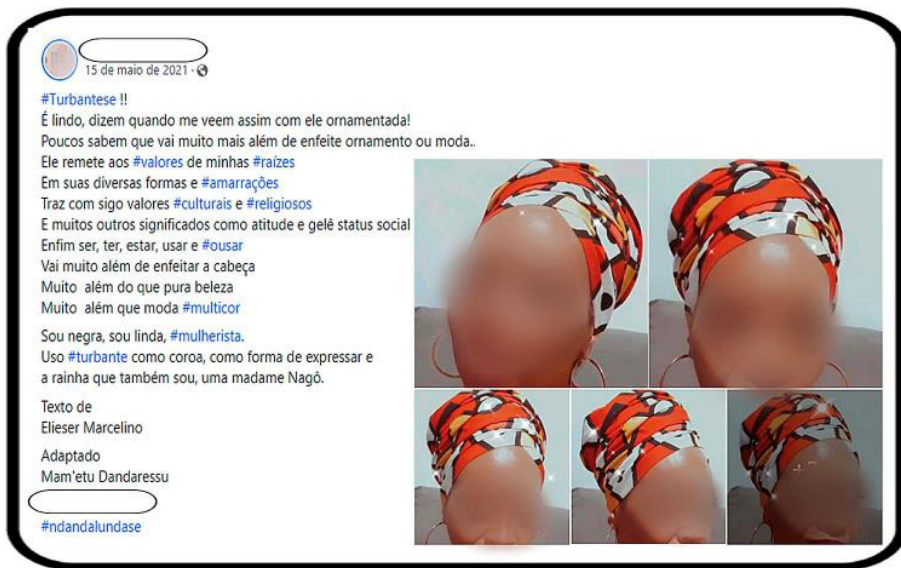 15 de maio de 2021 ·
#Turbantese !!
É lindo, dizem quando me veem assim com ele ornamentada!
Poucos sabem que vai muito mais além de enfeite ornamento ou moda..
Ele remete aos #valores de minhas #raízes
Em suas diversas formas e #amarrações
Traz com sigo valores #culturais e #religiosos
E muitos outros significados como atitude e gelê status social
Enfim ser, ter, estar, usar e #ousar
Vai muito além de enfeitar a cabeça
Muito além do que pura beleza
Muito além que moda #multicor
Sou negra, sou linda, #mulherista.
Uso #turbante como coroa, como forma de expressar e
a rainha que também sou, uma madame Nagô.
Texto de
Elieser Marcelino
Adaptado
Mam'etu Dandaressu
#ndandalundase